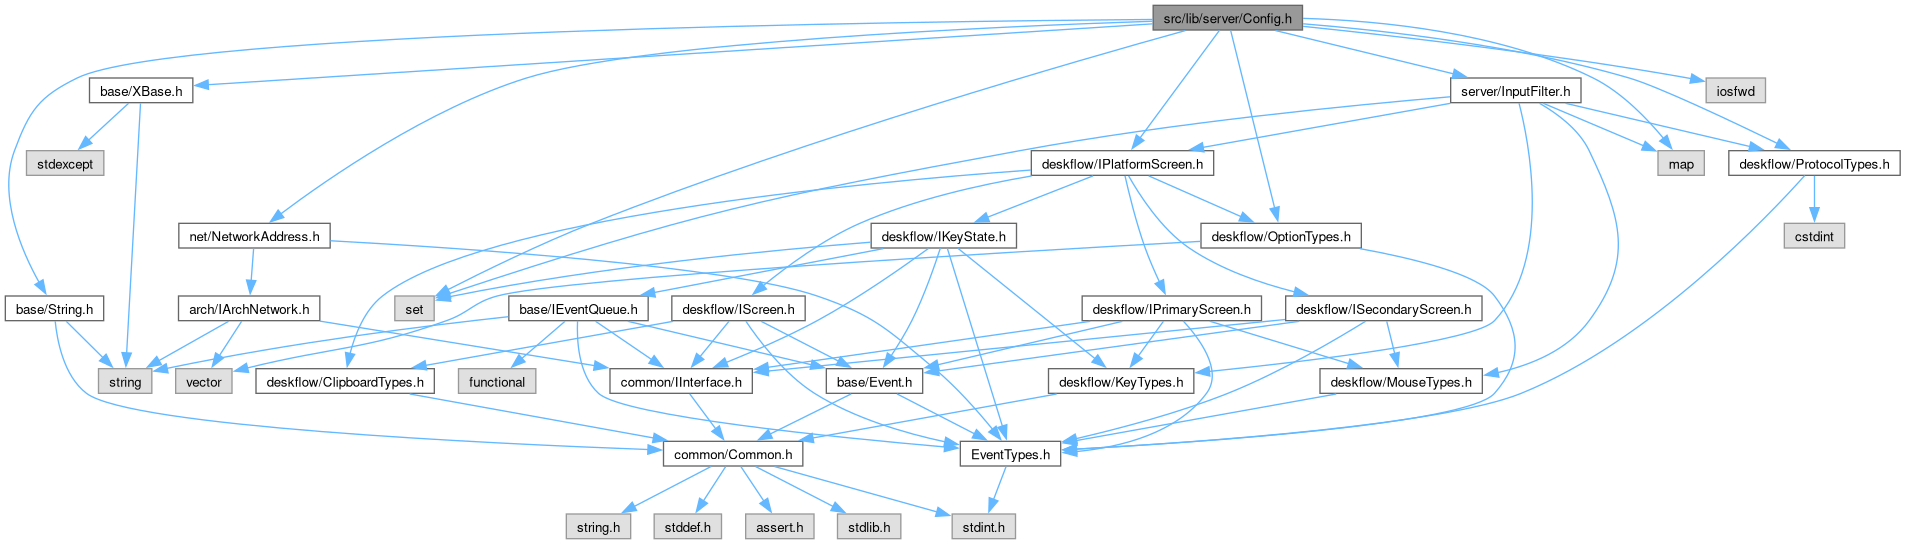 src/lib/server/Config.h
base/XBase.h
server/InputFilter.h
iosfwd
stdexcept
deskflow/IPlatformScreen.h
map
deskflow/ProtocolTypes.h
net/NetworkAddress.h
deskflow/IKeyState.h
deskflow/OptionTypes.h
cstdint
base/String.h
arch/IArchNetwork.h
set
base/IEventQueue.h
deskflow/IScreen.h
deskflow/IPrimaryScreen.h
deskflow/ISecondaryScreen.h
string
vector
deskflow/ClipboardTypes.h
functional
common/IInterface.h
base/Event.h
deskflow/KeyTypes.h
deskflow/MouseTypes.h
common/Common.h
EventTypes.h
string.h
stddef.h
assert.h
stdlib.h
stdint.h